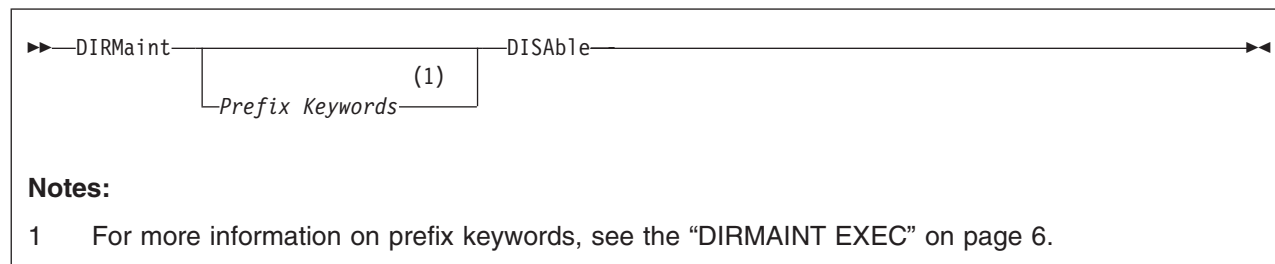 DIRMaint DISAble
(1)
Prefix Keywords
Notes:
1 For more information on prefix keywords, see the “DIRMAINT EXEC” on page 6.